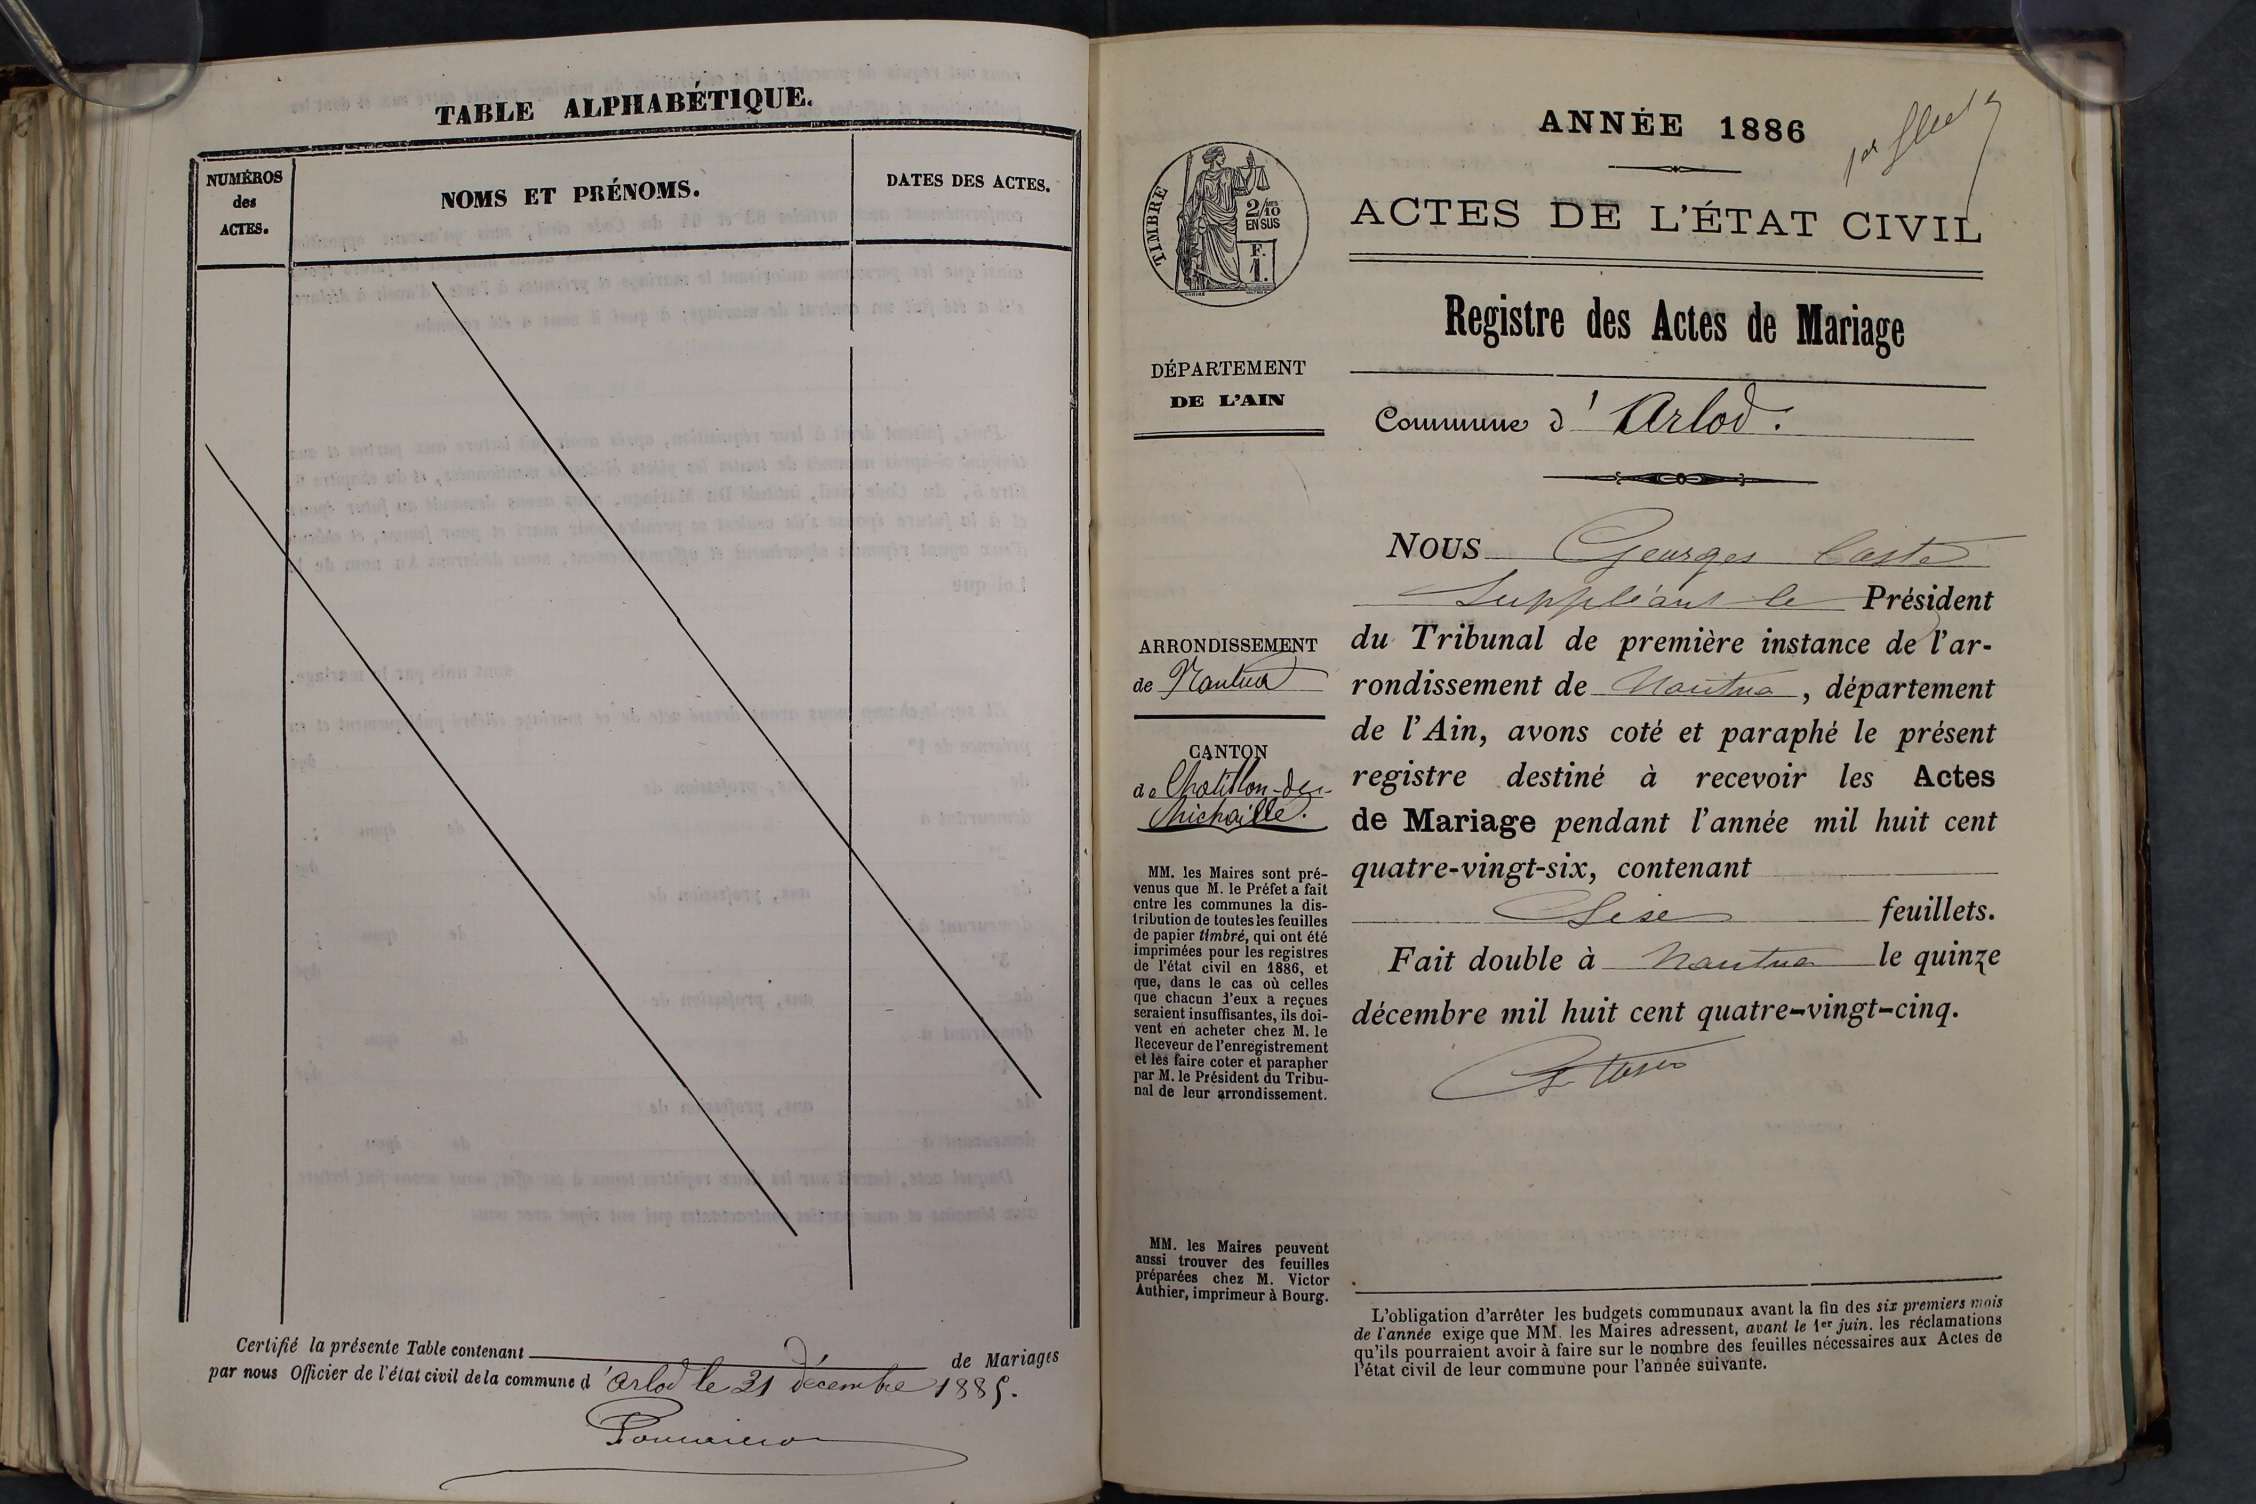 TABLE ALPHABÉTIQUE.
NUMÉROS
des
ACTES.
NOMS ET PRÉNOMS.
DATES DES ACTES.
Certifié la présente Table contenant de Mariages
par nous Officier de l'état civil de la commune d'Arlod le 31 décembre 1885.
ANNÉE 1886
1er feuillet
ACTES DE L'ÉTAT CIVIL
TIMBRE
2/10
EN SUS
F.
1.
Registre des Actes de Mariage
DÉPARTEMENT
DE L'AIN
Commune d'Arlod.
ARRONDISSEMENT
de Nantua
CANTON
de Chatillon-de-
Michaille.
MM. les Maires sont pré-
venus que M. le Préfet a fait
entre les communes la dis-
tribution de toutes les feuilles
de papier timbré, qui ont été
imprimées pour les registres
de l'état civil en 1886, et
que, dans le cas où celles
que chacun d'eux a reçues
seraient insuffisantes, ils doi-
vent en acheter chez M. le
Receveur de l'enregistrement
et les faire coter et parapher
par M. le Président du Tribu-
nal de leur arrondissement.
MM. les Maires peuvent
aussi trouver des feuilles
préparées chez M. Victor
Authier, imprimeur à Bourg.
NOUS Georges
Suppléant le Président
du Tribunal de première instance de l'ar-
rondissement de Nantua, département
de l'Ain, avons coté et paraphé le présent
registre destiné à recevoir les Actes
de Mariage pendant l'année mil huit cent
quatre-vingt-six, contenant
feuillets.
Fait double à Nantua le quinze
décembre mil huit cent quatre-vingt-cinq.
L'obligation d'arrêter les budgets communaux avant la fin des six premiers mois
de l'année exige que MM. les Maires adressent, avant le 1er juin. les réclamations
qu'ils pourraient avoir à faire sur le nombre des feuilles nécessaires aux Actes de
l'état civil de leur commune pour l'année suivante.